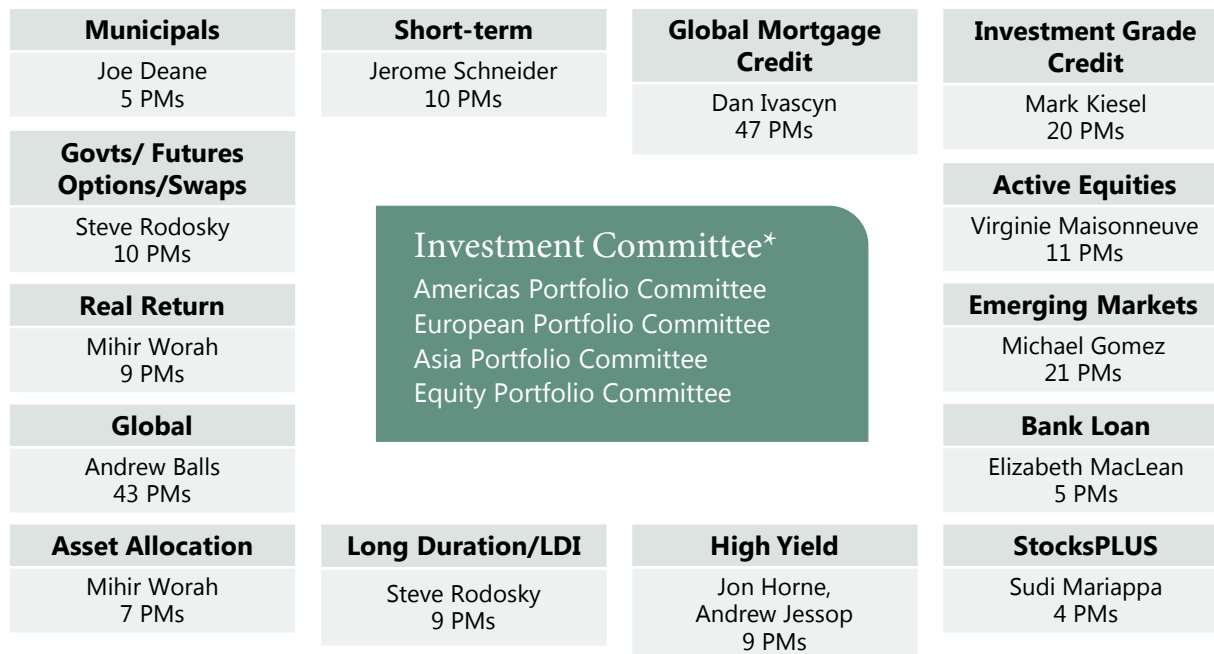 Municipals
Joe Deane
5 PMs
Short-term
Jerome Schneider
10 PMs
Global Mortgage
Credit
Dan Ivascyn
47 PMs
Investment Grade
Credit
Mark Kiesel
20 PMs
Govts/ Futures
Options/Swaps
Steve Rodosky
10 PMs
Real Return
Mihir Worah
9 PMs
Global
Andrew Balls
43 PMs
Investment Committee*
Americas Portfolio Committee
European Portfolio Committee
Asia Portfolio Committee
Equity Portfolio Committee
Active Equities
Virginie Maisonneuve
11 PMs
Emerging Markets
Michael Gomez
21 PMs
Bank Loan
Elizabeth MacLean
5 PMs
Asset Allocation
Mihir Worah
7 PMs
Long Duration/LDI
Steve Rodosky
9 PMs
High Yield
Jon Horne,
Andrew Jessop
9 PMs
StocksPLUS
Sudi Mariappa
4 PMs